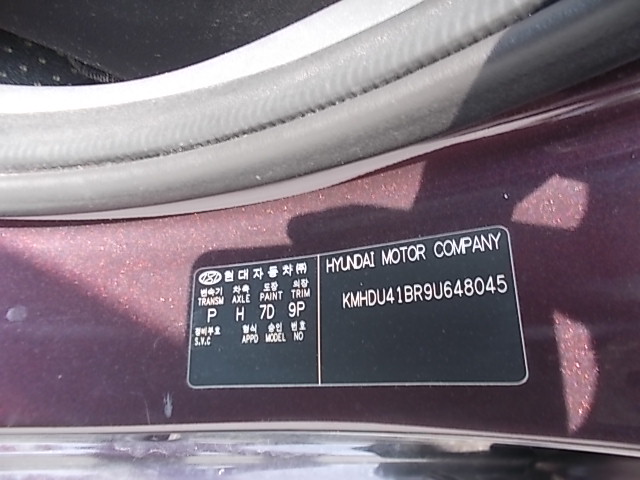 현대자동차㈜
변속기 차축 도장 의장
TRANSM AXLE PAINT TRIM
P H 7D 9P
정비부호 형식 승인 번호
S.V.C APPD MODEL NO
HYUNDAI MOTOR COMPANY
KMHDU41BR9U648045